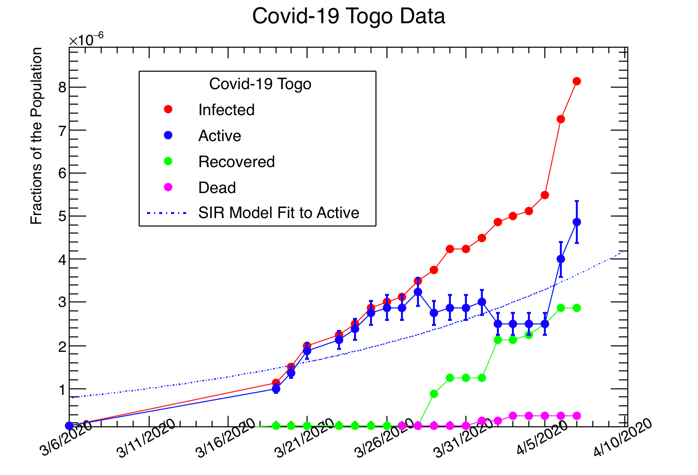 Covid-19 Togo Data
×10⁻⁶
Fractions of the Population
8
7
6
5
4
3
2
1
Covid-19 Togo
Infected
Active
Recovered
Dead
SIR Model Fit to Active
3/6/2020
3/11/2020
3/16/2020
3/21/2020
3/26/2020
3/31/2020
4/5/2020
4/10/2020